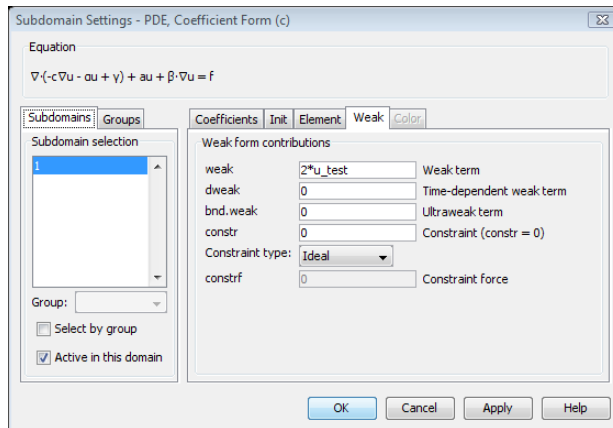 Subdomain Settings - PDE, Coefficient Form (c)
Equation
∇·(-c∇u - αu + γ) + au + β·∇u = f
Subdomains Groups
Subdomain selection
1
Group:
Select by group
Active in this domain
Coefficients Init Element Weak Color
Weak form contributions
weak 2*u_test Weak term
dweak 0 Time-dependent weak term
bnd.weak 0 Ultraweak term
constr 0 Constraint (constr = 0)
Constraint type: Ideal
constrf 0 Constraint force
OK Cancel Apply Help